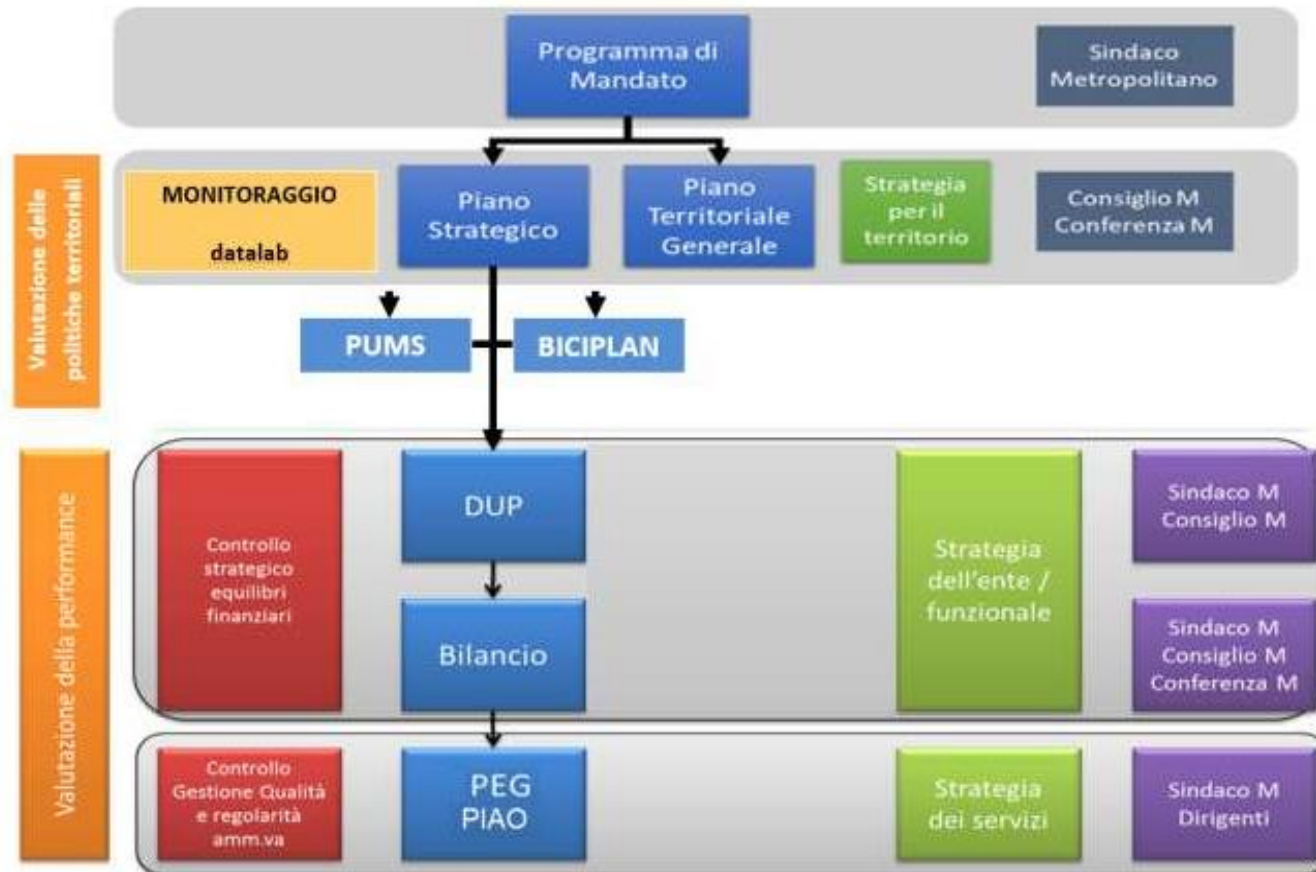 Programma di
Mandato
Sindaco
Metropolitano
Valutazione delle
politiche territoriali
MONITORAGGIO
datalab
Piano
Strategico
Piano
Territoriale
Generale
Strategia
per il
territorio
Consiglio M
Conferenza M
PUMS
BICIPLAN
Valutazione della performance
Controllo
strategico
equilibri
finanziari
DUP
Bilancio
Strategia
dell'ente /
funzionale
Sindaco M
Consiglio M
Sindaco M
Consiglio M
Conferenza M
Controllo
Gestione Qualità
e regolarità
amm.va
PEG
PIAO
Strategia
dei servizi
Sindaco M
Dirigenti